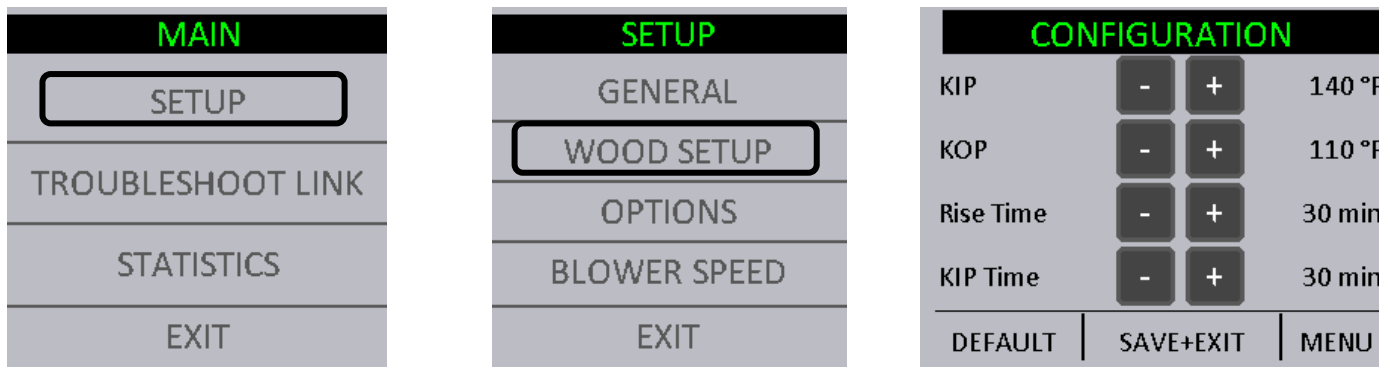 MAIN
SETUP
TROUBLESHOOT LINK
STATISTICS
EXIT
SETUP
GENERAL
WOOD SETUP
OPTIONS
BLOWER SPEED
EXIT
CONFIGURATION
KIP - + 140 °F
KOP - + 110 °F
Rise Time - + 30 min
KIP Time - + 30 min
DEFAULT SAVE+EXIT MENU